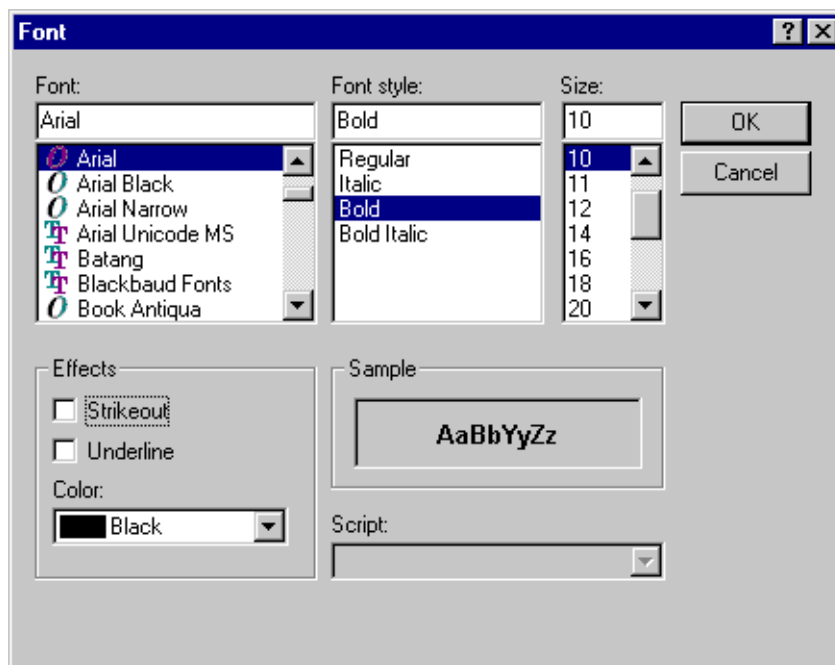 Font
Font:
Arial
Arial
Arial Black
Arial Narrow
Arial Unicode MS
Batang
Blackbaud Fonts
Book Antiqua
Font style:
Bold
Regular
Italic
Bold
Bold Italic
Size:
10
10
11
12
14
16
18
20
OK
Cancel
Effects
Strikeout
Underline
Color:
Black
Sample
AaBbYyZz
Script: